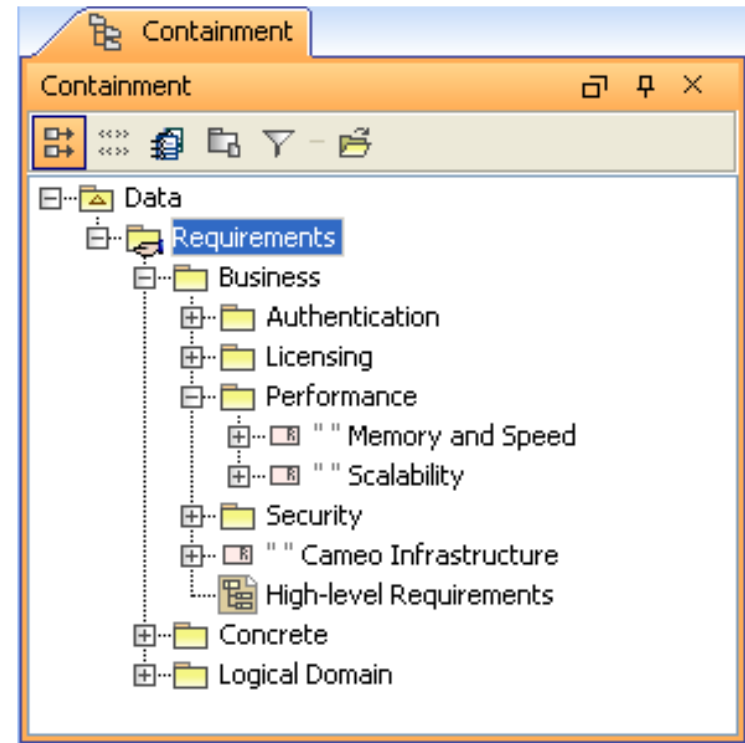 Containment
Containment
Data
Requirements
Business
Authentication
Licensing
Performance
" " Memory and Speed
" " Scalability
Security
" " Cameo Infrastructure
High-level Requirements
Concrete
Logical Domain